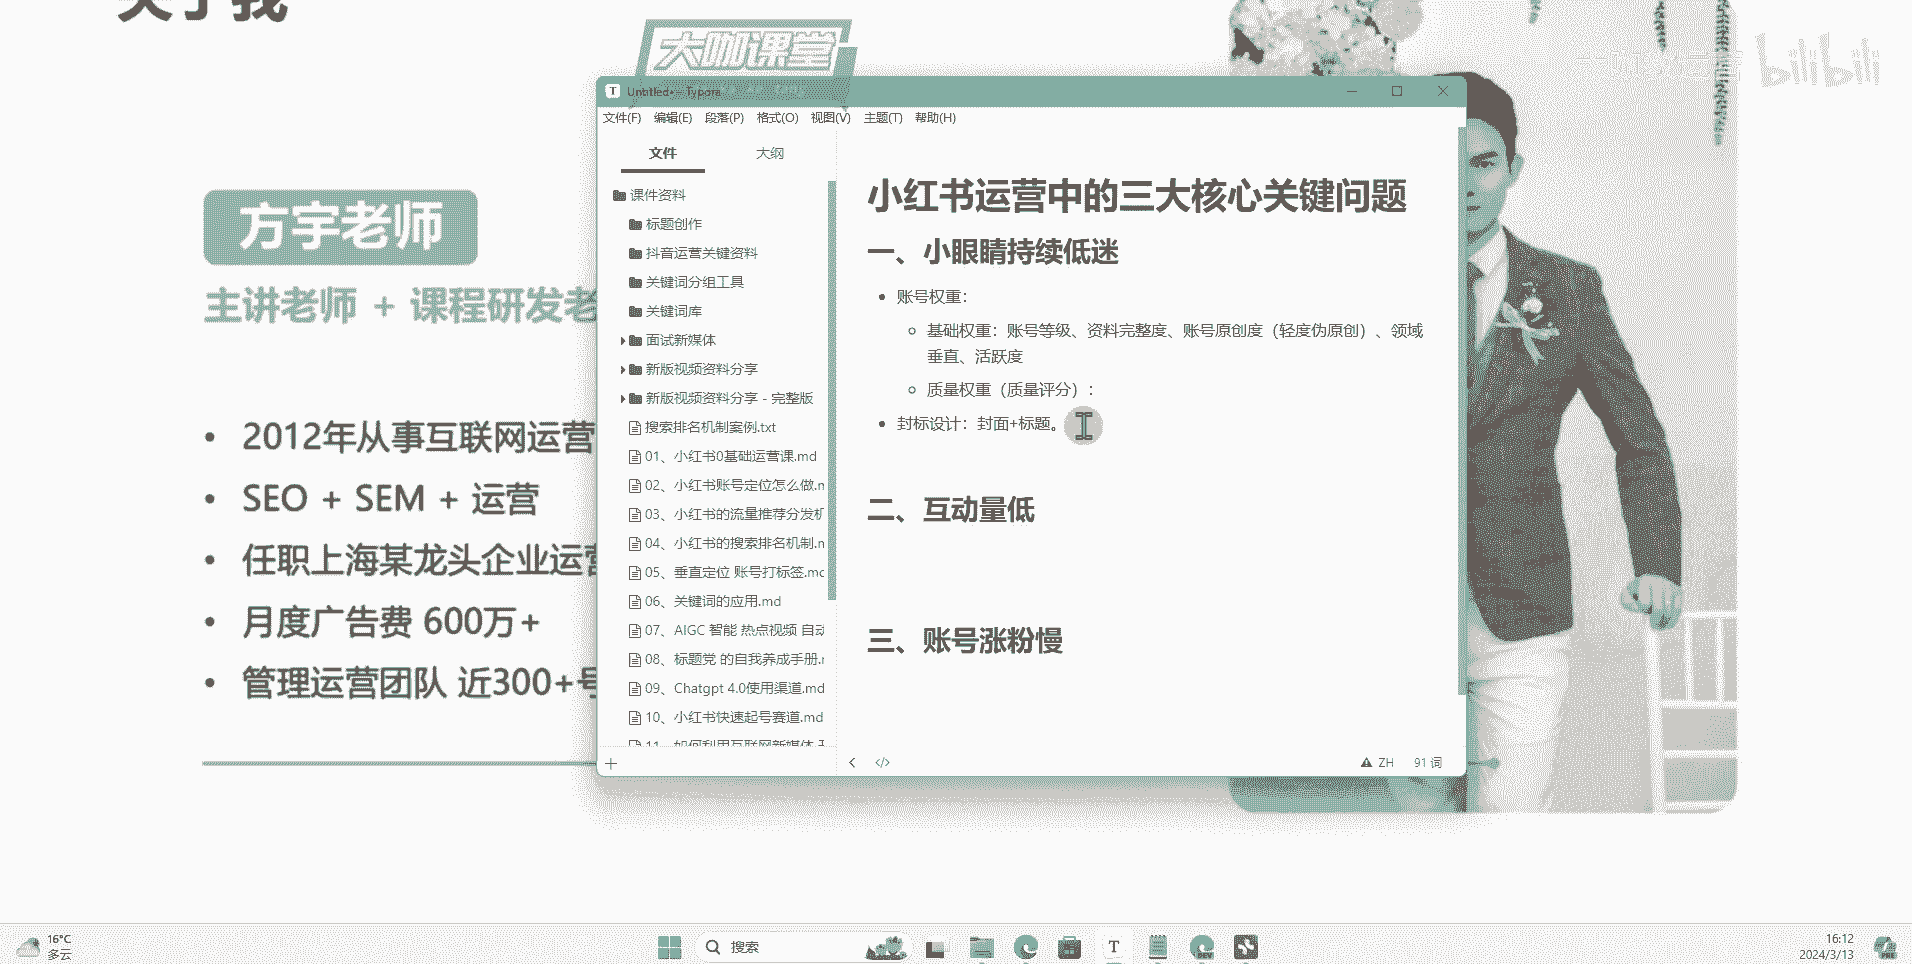 关于我
大咖课堂
bilibili
方宇老师
主讲老师 + 课程研发老
2012年从事互联网运营
SEO + SEM + 运营
任职上海某龙头企业运营
月度广告费 600万+
管理运营团队 近300+号
Untitled• - Typora
文件(F) 编辑(E) 段落(P) 格式(O) 视图(V) 主题(T) 帮助(H)
文件 大纲
课件资料
标题创作
抖音运营关键资料
关键词分组工具
关键词库
面试新媒体
新版视频资料分享
新版视频资料分享 - 完整版
搜索排名机制案例.txt
01、小红书0基础运营课.md
02、小红书账号定位怎么做.m
03、小红书的流量推荐分发机
04、小红书的搜索排名机制.m
05、垂直定位 账号打标签.mc
06、关键词的应用.md
07、AIGC 智能 热点视频 自动
08、标题党 的自我养成手册.r
09、Chatgpt 4.0使用渠道.md
10、小红书快速起号赛道.md
11、如何利用互联网新媒体
小红书运营中的三大核心关键问题
一、小眼睛持续低迷
账号权重：
基础权重：账号等级、资料完整度、账号原创度（轻度伪原创）、领域
垂直、活跃度
质量权重（质量评分）：
封标设计：封面+标题。
二、互动量低
三、账号涨粉慢
ZH 91 词
16°C
多云
搜索
16:12
2024/3/13